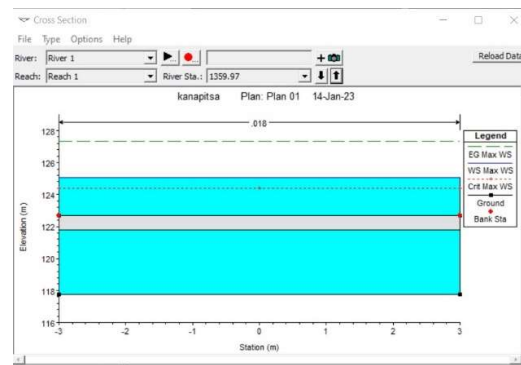 Cross Section
File Type Options Help
River: River 1
Reload Data
Reach: Reach 1 River Sta.: 1359.97
kanapitsa Plan: Plan 01 14-Jan-23
.018
128
126
124
122
120
118
116
Elevation (m)
-3 -2 -1 0 1 2 3
Station (m)
Legend
EG Max WS
WS Max WS
Crit Max WS
Ground
Bank Sta